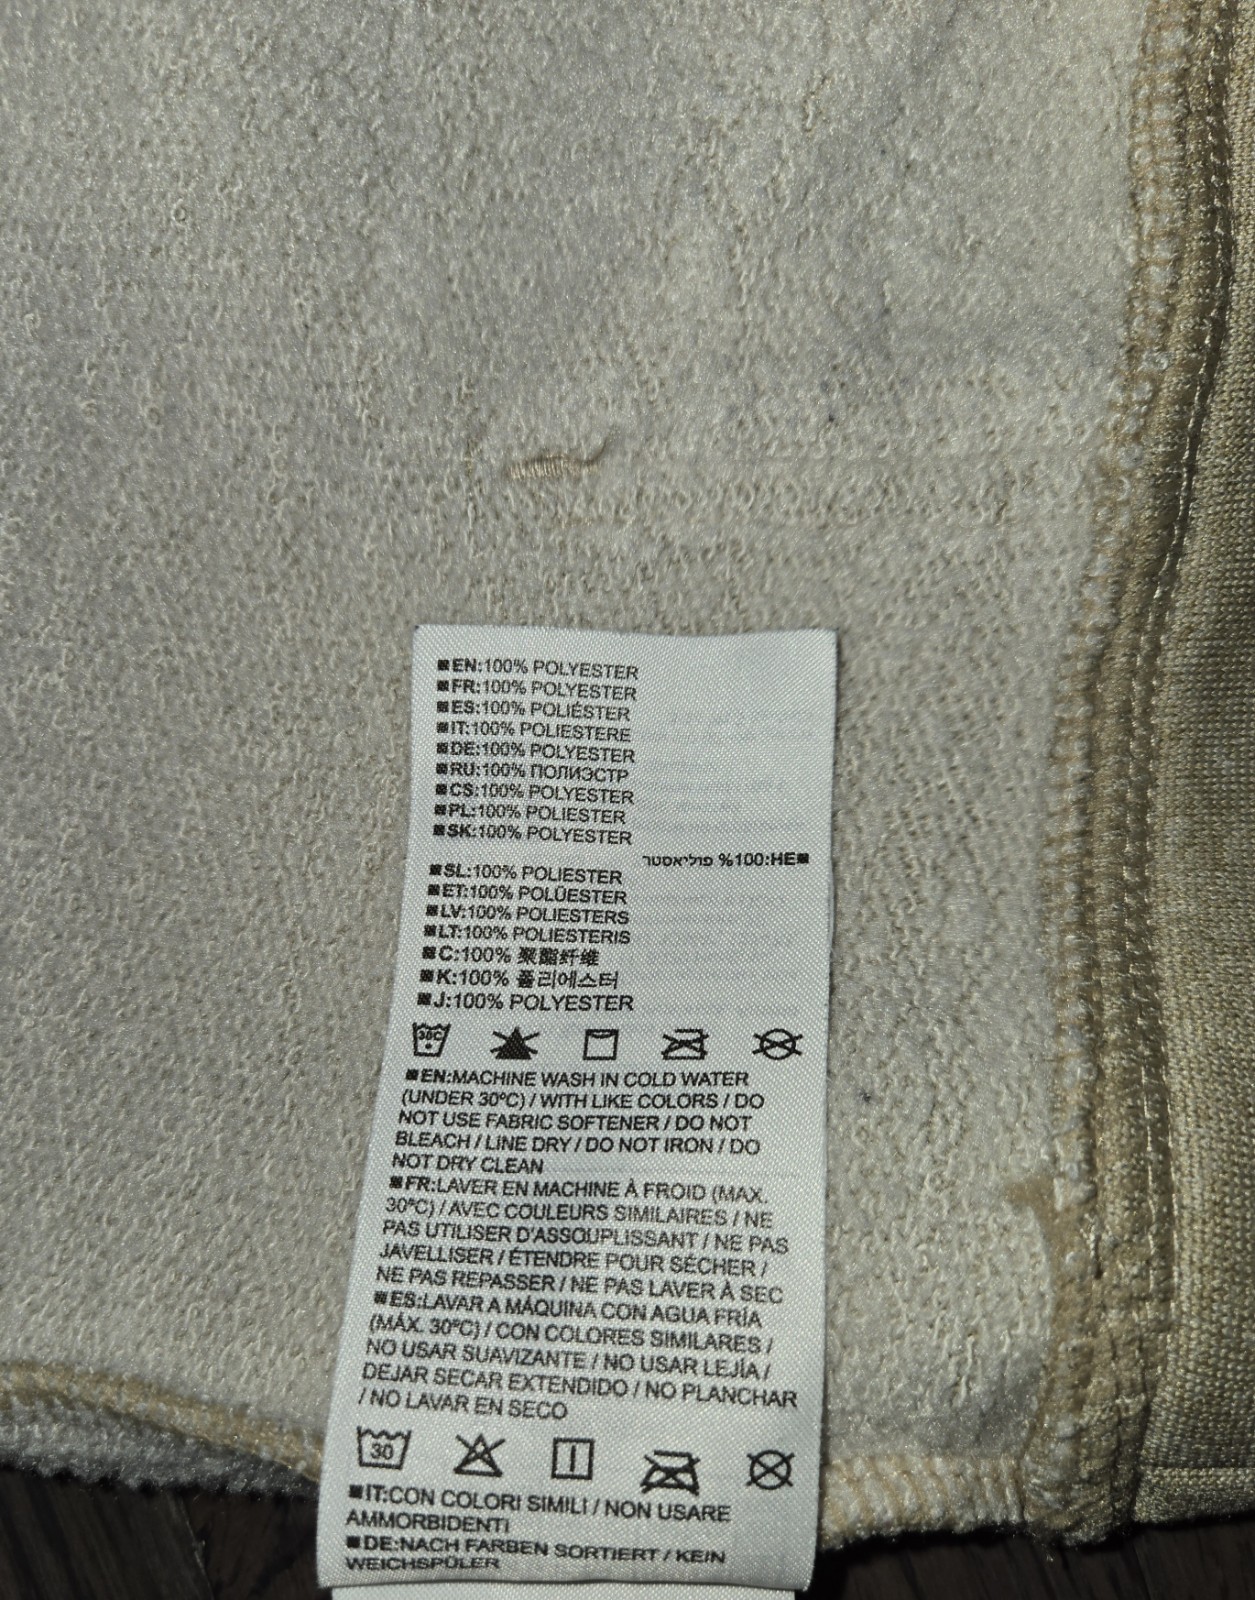 ■EN:100% POLYESTER
■FR:100% POLYESTER
■ES:100% POLIÉSTER
■IT:100% POLIESTERE
■DE:100% POLYESTER
■RU:100% ПОЛИЭСТР
■CS:100% POLYESTER
■PL:100% POLIESTER
■SK:100% POLYESTER
■HE:100% פוליאסטר
■SL:100% POLIESTER
■ET:100% POLÜESTER
■LV:100% POLIESTERS
■LT:100% POLIESTERIS
■C:100% 聚酯纤维
■K:100% 폴리에스터
■J:100% POLYESTER
30C
■EN:MACHINE WASH IN COLD WATER
(UNDER 30ºC) / WITH LIKE COLORS / DO
NOT USE FABRIC SOFTENER / DO NOT
BLEACH / LINE DRY / DO NOT IRON / DO
NOT DRY CLEAN
■FR:LAVER EN MACHINE À FROID (MAX.
30ºC) / AVEC COULEURS SIMILAIRES / NE
PAS UTILISER D'ASSOUPLISSANT / NE PAS
JAVELLISER / ÉTENDRE POUR SÉCHER /
NE PAS REPASSER / NE PAS LAVER À SEC
■ES:LAVAR A MÁQUINA CON AGUA FRÍA
(MÁX. 30ºC) / CON COLORES SIMILARES /
NO USAR SUAVIZANTE / NO USAR LEJÍA /
DEJAR SECAR EXTENDIDO / NO PLANCHAR
/ NO LAVAR EN SECO
30
■IT:CON COLORI SIMILI / NON USARE
AMMORBIDENTI
■DE:NACH FARBEN SORTIERT / KEIN
WEICHSPÜLER